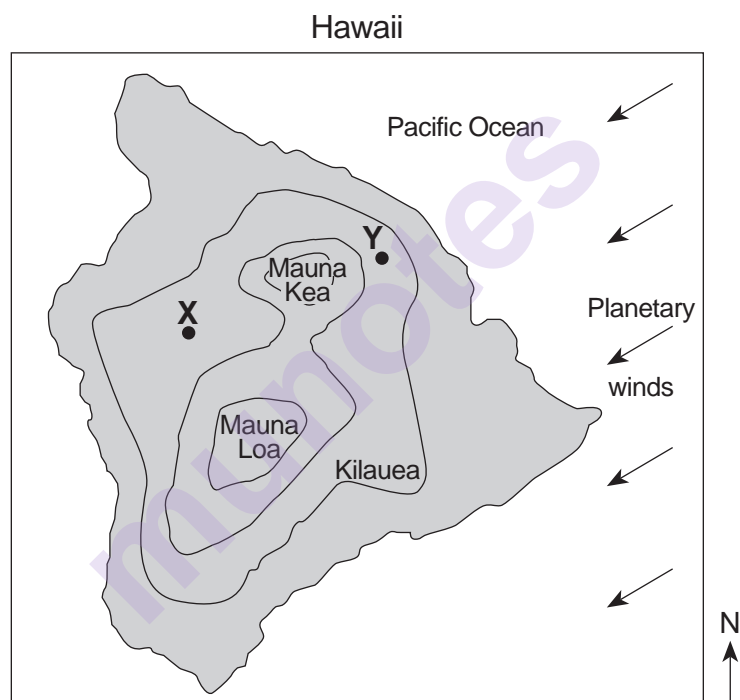 Hawaii
Pacific Ocean
Y
Mauna
Kea
X
Planetary
winds
Mauna
Loa
Kilauea
N
munotes